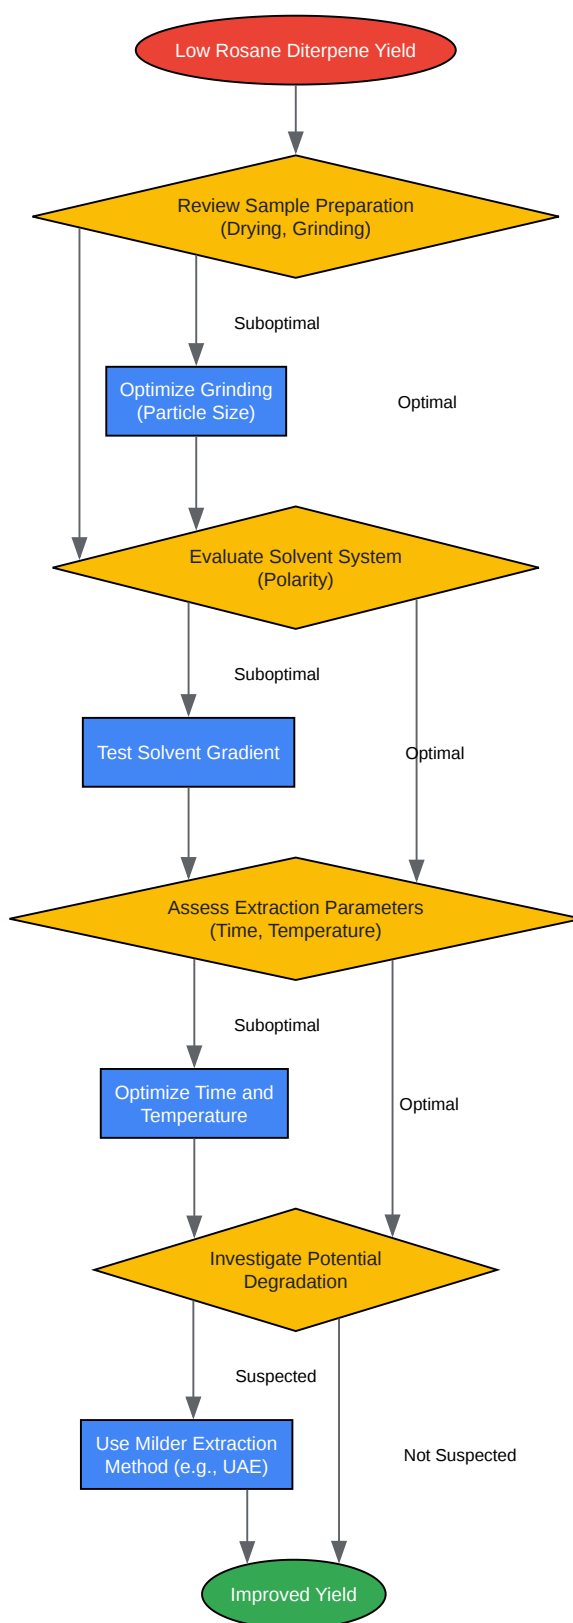 Low Rosane Diterpene Yield
Review Sample Preparation
(Drying, Grinding)
Suboptimal
Optimize Grinding
(Particle Size)
Optimal
Evaluate Solvent System
(Polarity)
Suboptimal
Test Solvent Gradient
Optimal
Assess Extraction Parameters
(Time, Temperature)
Suboptimal
Optimize Time and
Temperature
Optimal
Investigate Potential
Degradation
Suspected
Use Milder Extraction
Method (e.g., UAE)
Not Suspected
Improved Yield